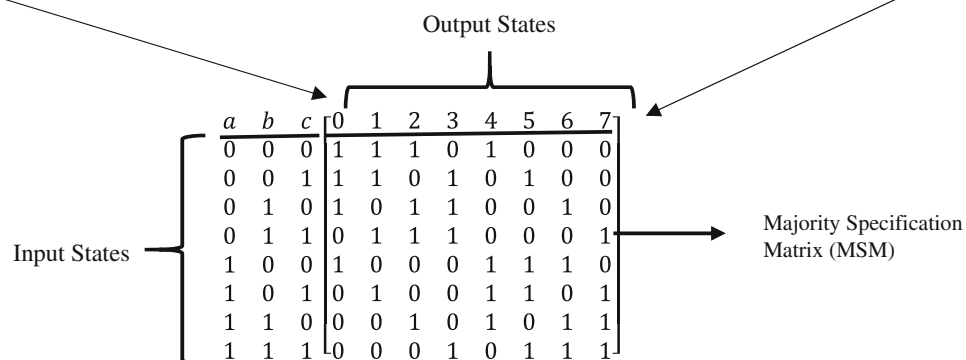 Output States
a b c 0 1 2 3 4 5 6 7
0 0 0 1 1 1 0 1 0 0 0
0 0 1 1 1 0 1 0 1 0 0
0 1 0 1 0 1 1 0 0 1 0
0 1 1 0 1 1 1 0 0 0 1
1 0 0 1 0 0 0 1 1 1 0
1 0 1 0 1 0 0 1 1 0 1
1 1 0 0 0 1 0 1 0 1 1
1 1 1 0 0 0 1 0 1 1 1
Input States
Majority Specification
Matrix (MSM)